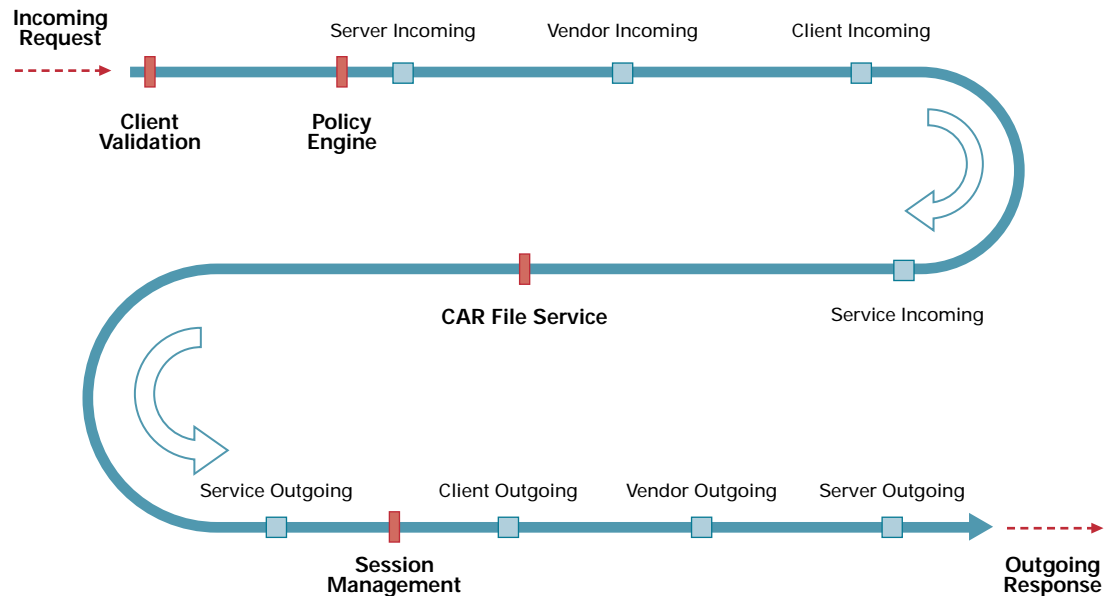 Incoming
Request
Server Incoming
Vendor Incoming
Client Incoming
Client
Validation
Policy
Engine
CAR File Service
Service Incoming
Service Outgoing
Client Outgoing
Vendor Outgoing
Server Outgoing
Session
Management
Outgoing
Response